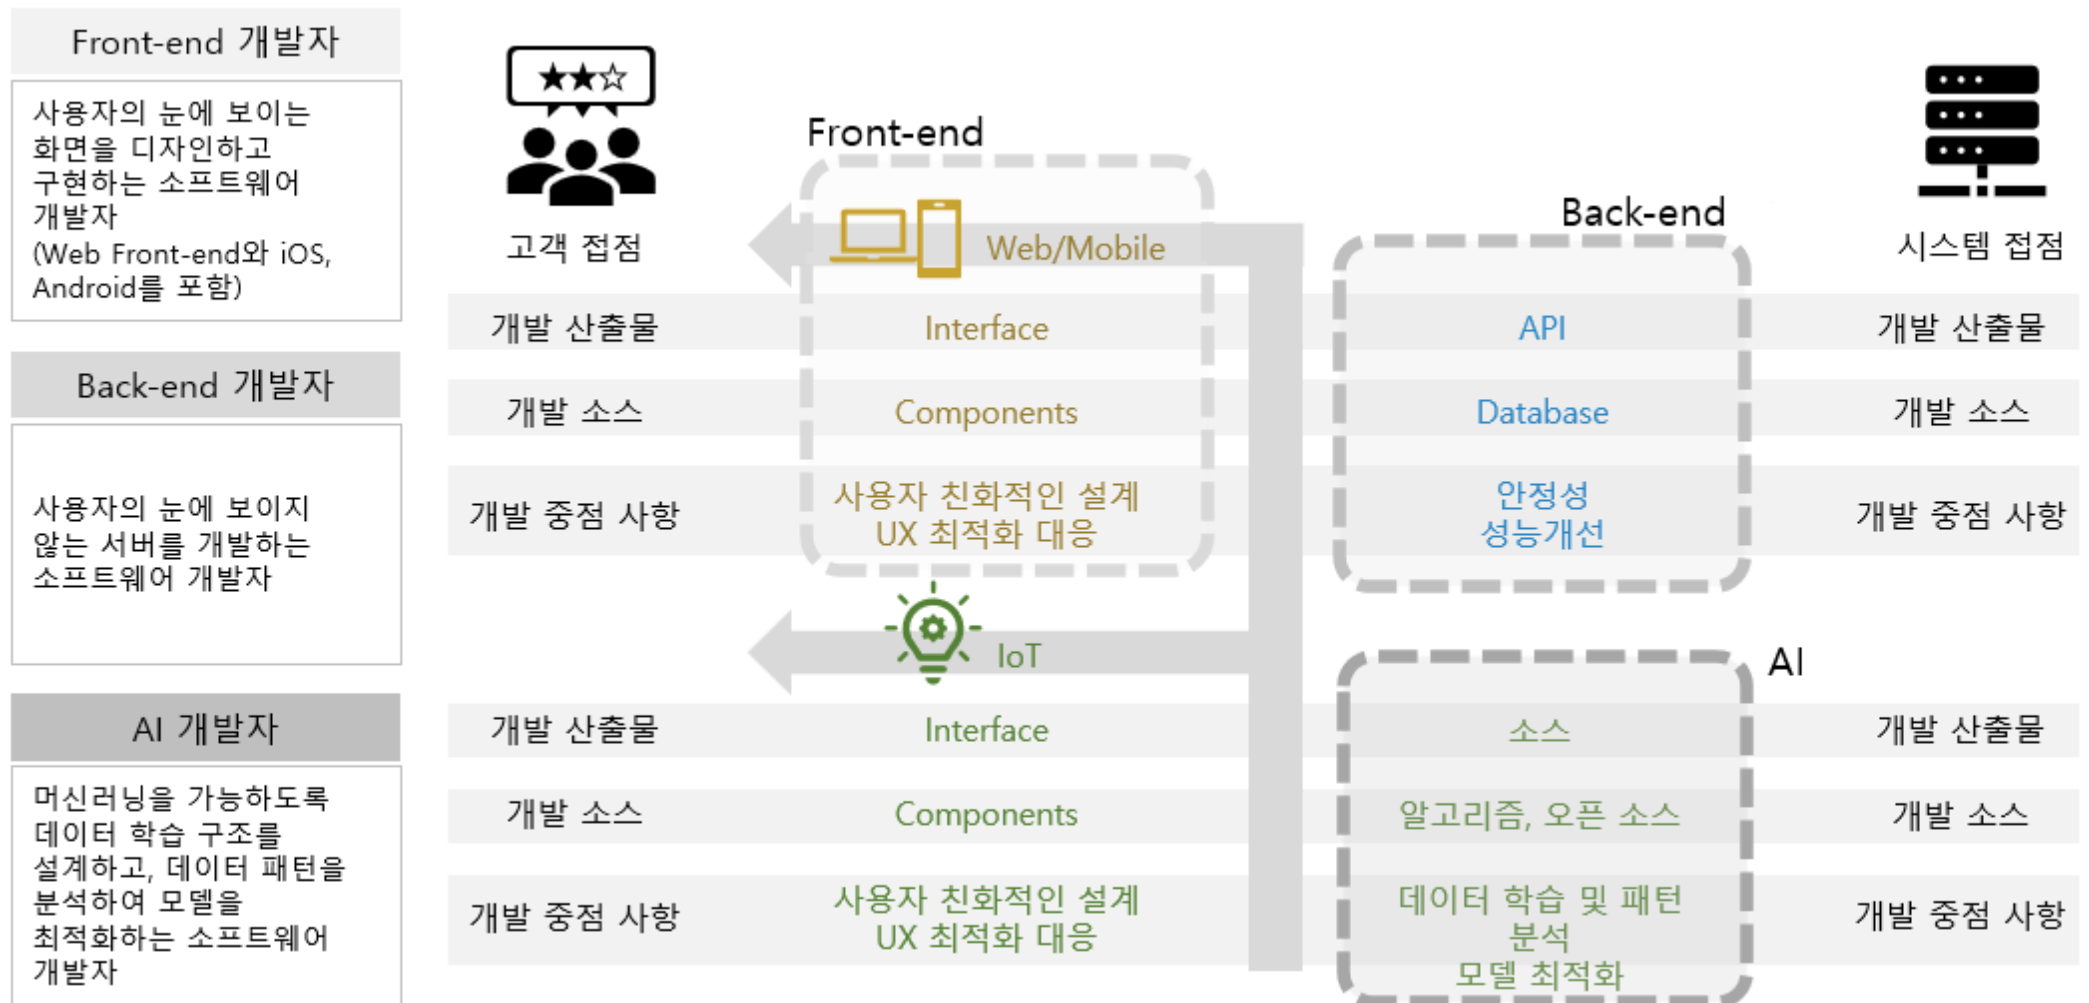 Front-end 개발자
사용자의 눈에 보이는
화면을 디자인하고
구현하는 소프트웨어
개발자
(Web Front-end와 iOS,
Android를 포함)
Back-end 개발자
사용자의 눈에 보이지
않는 서버를 개발하는
소프트웨어 개발자
AI 개발자
머신러닝을 가능하도록
데이터 학습 구조를
설계하고, 데이터 패턴을
분석하여 모델을
최적화하는 소프트웨어
개발자
Front-end
Back-end
고객 접점
Web/Mobile
시스템 접점
개발 산출물
Interface
API
개발 산출물
개발 소스
Components
Database
개발 소스
개발 중점 사항
사용자 친화적인 설계
UX 최적화 대응
안정성
성능개선
개발 중점 사항
IoT
AI
개발 산출물
Interface
소스
개발 산출물
개발 소스
Components
알고리즘, 오픈 소스
개발 소스
개발 중점 사항
사용자 친화적인 설계
UX 최적화 대응
데이터 학습 및 패턴
분석
모델 최적화
개발 중점 사항